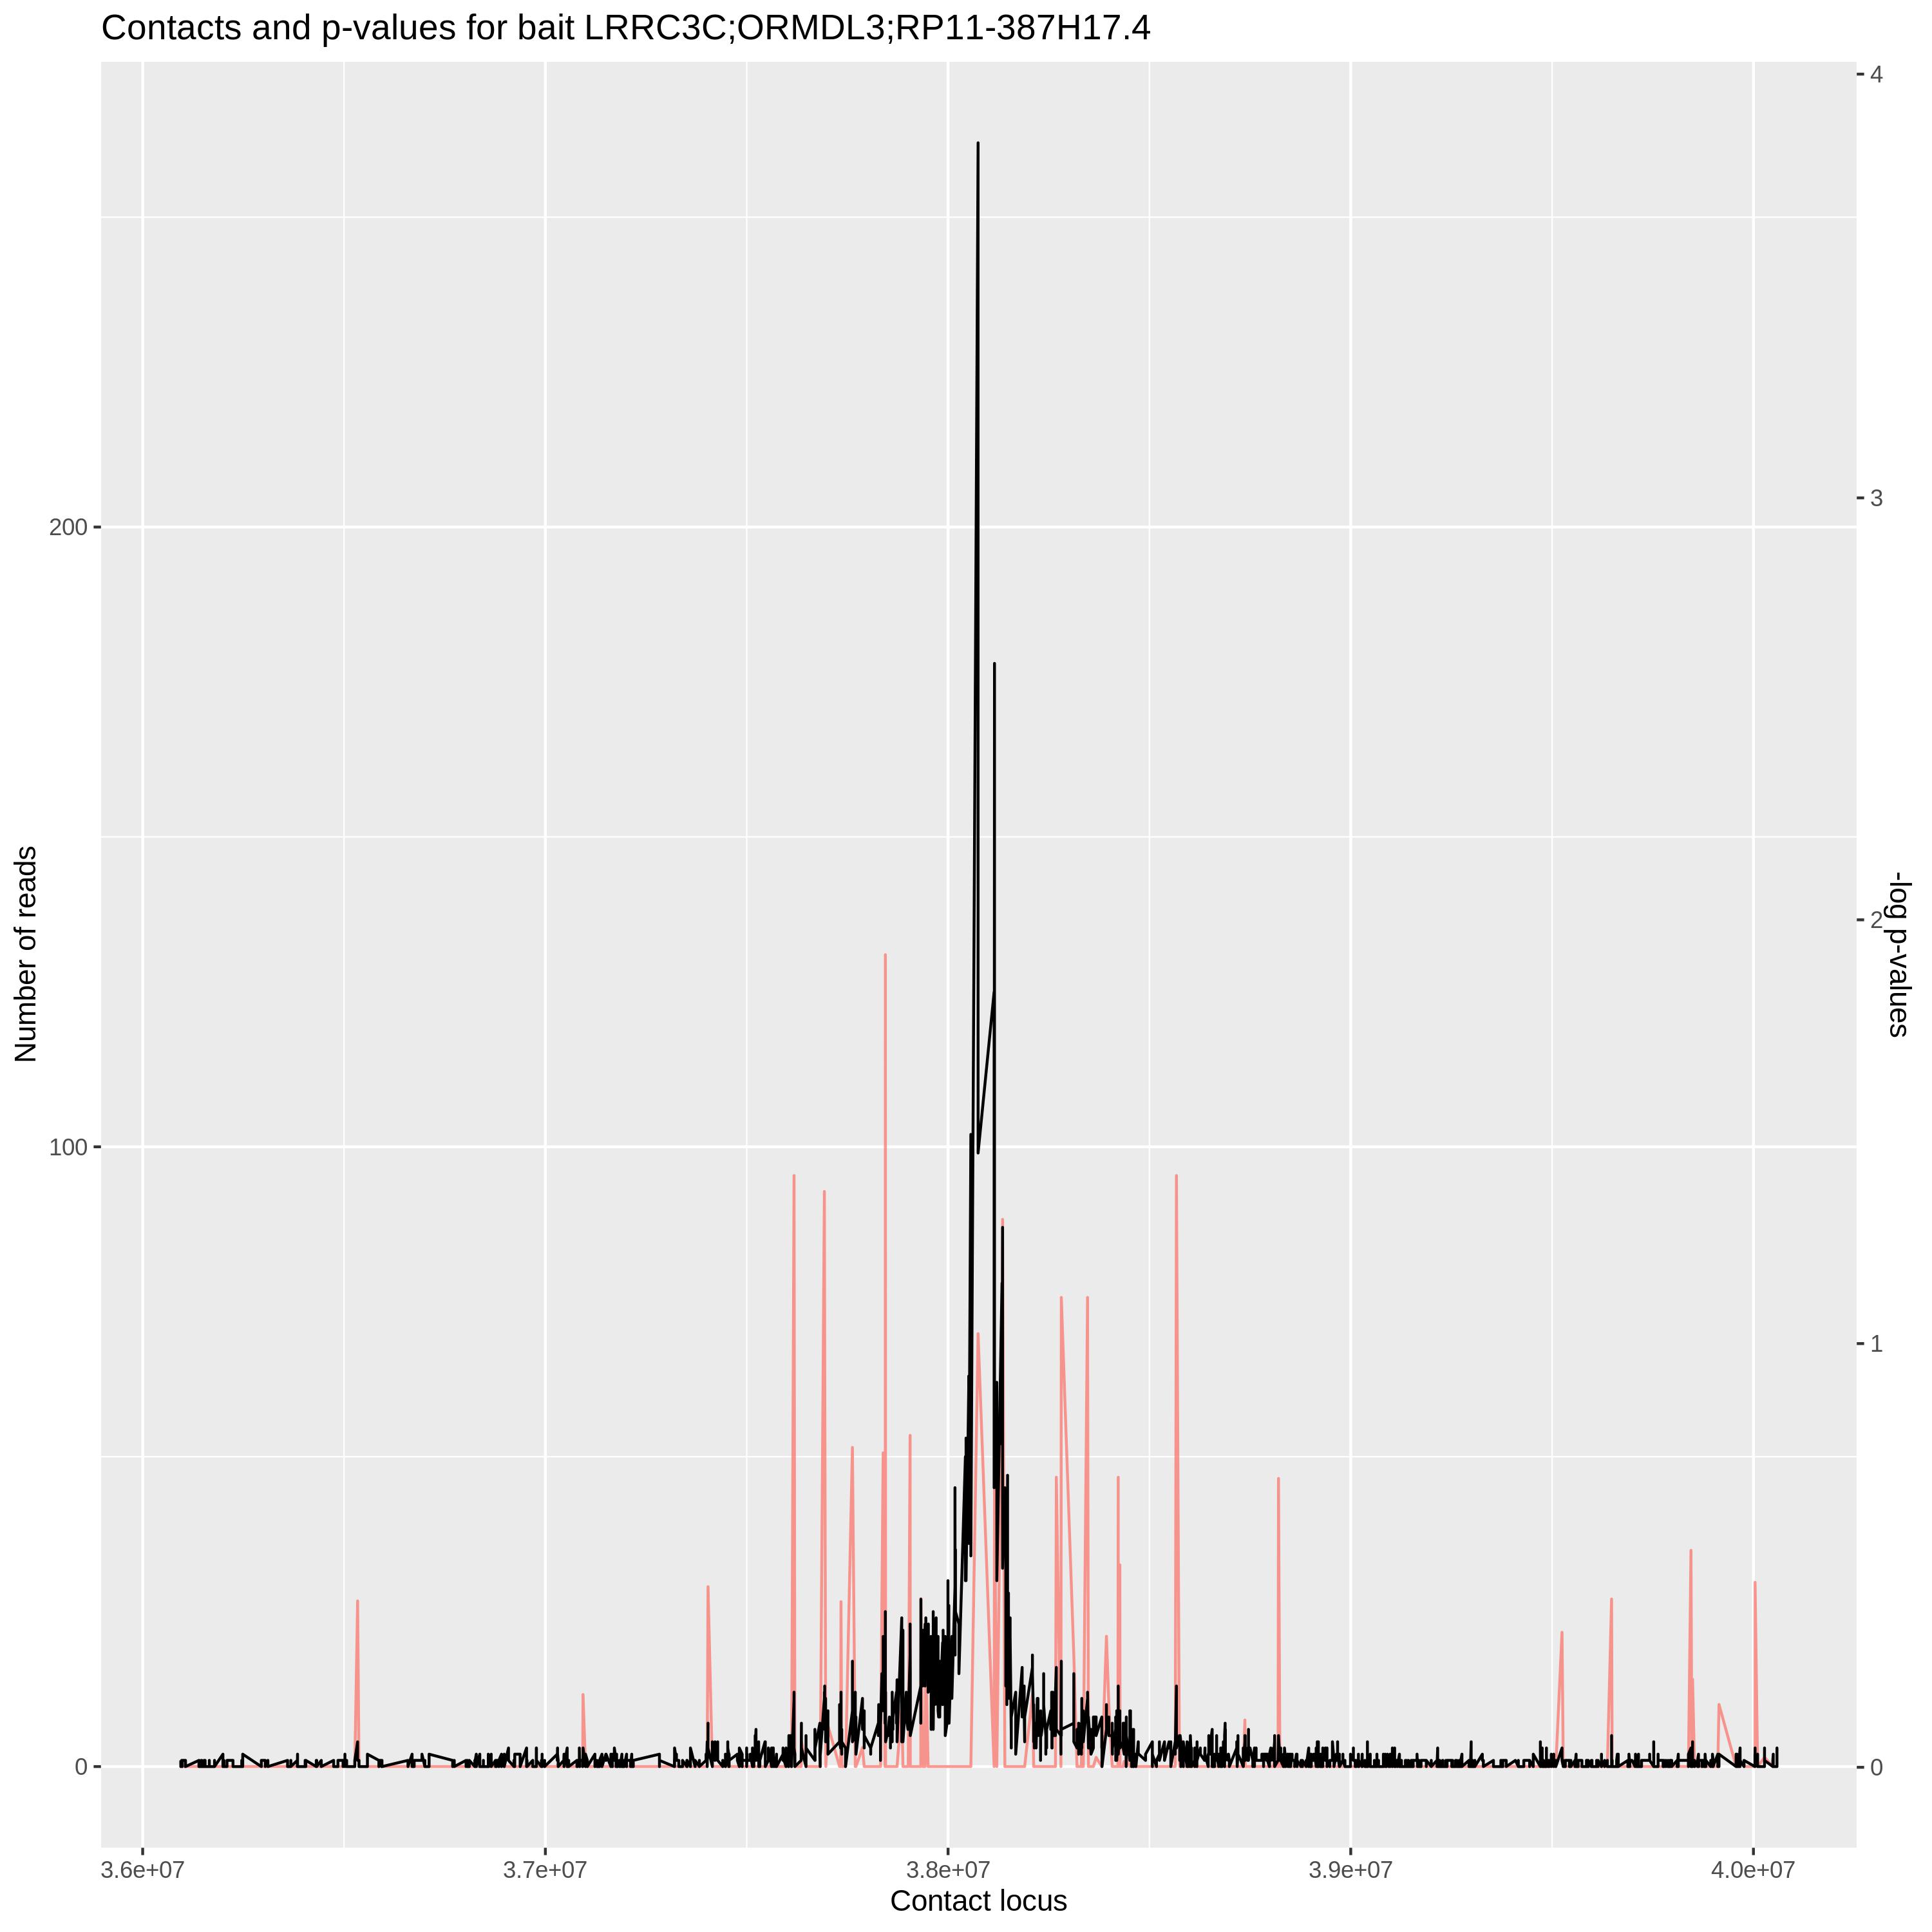 Contacts and p-values for bait LRRC3C;ORMDL3;RP11-387H17.4
4
3
200
2
-log p-values
Number of reads
100
1
0
0
3.6e+07
3.7e+07
3.8e+07
3.9e+07
4.0e+07
Contact locus